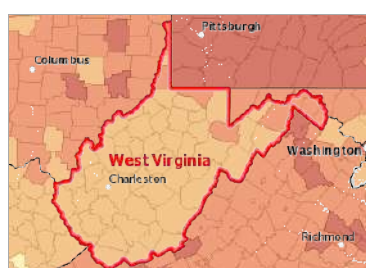 Pittsburgh
Columbus
Washington
West Virginia
Charleston
Richmond